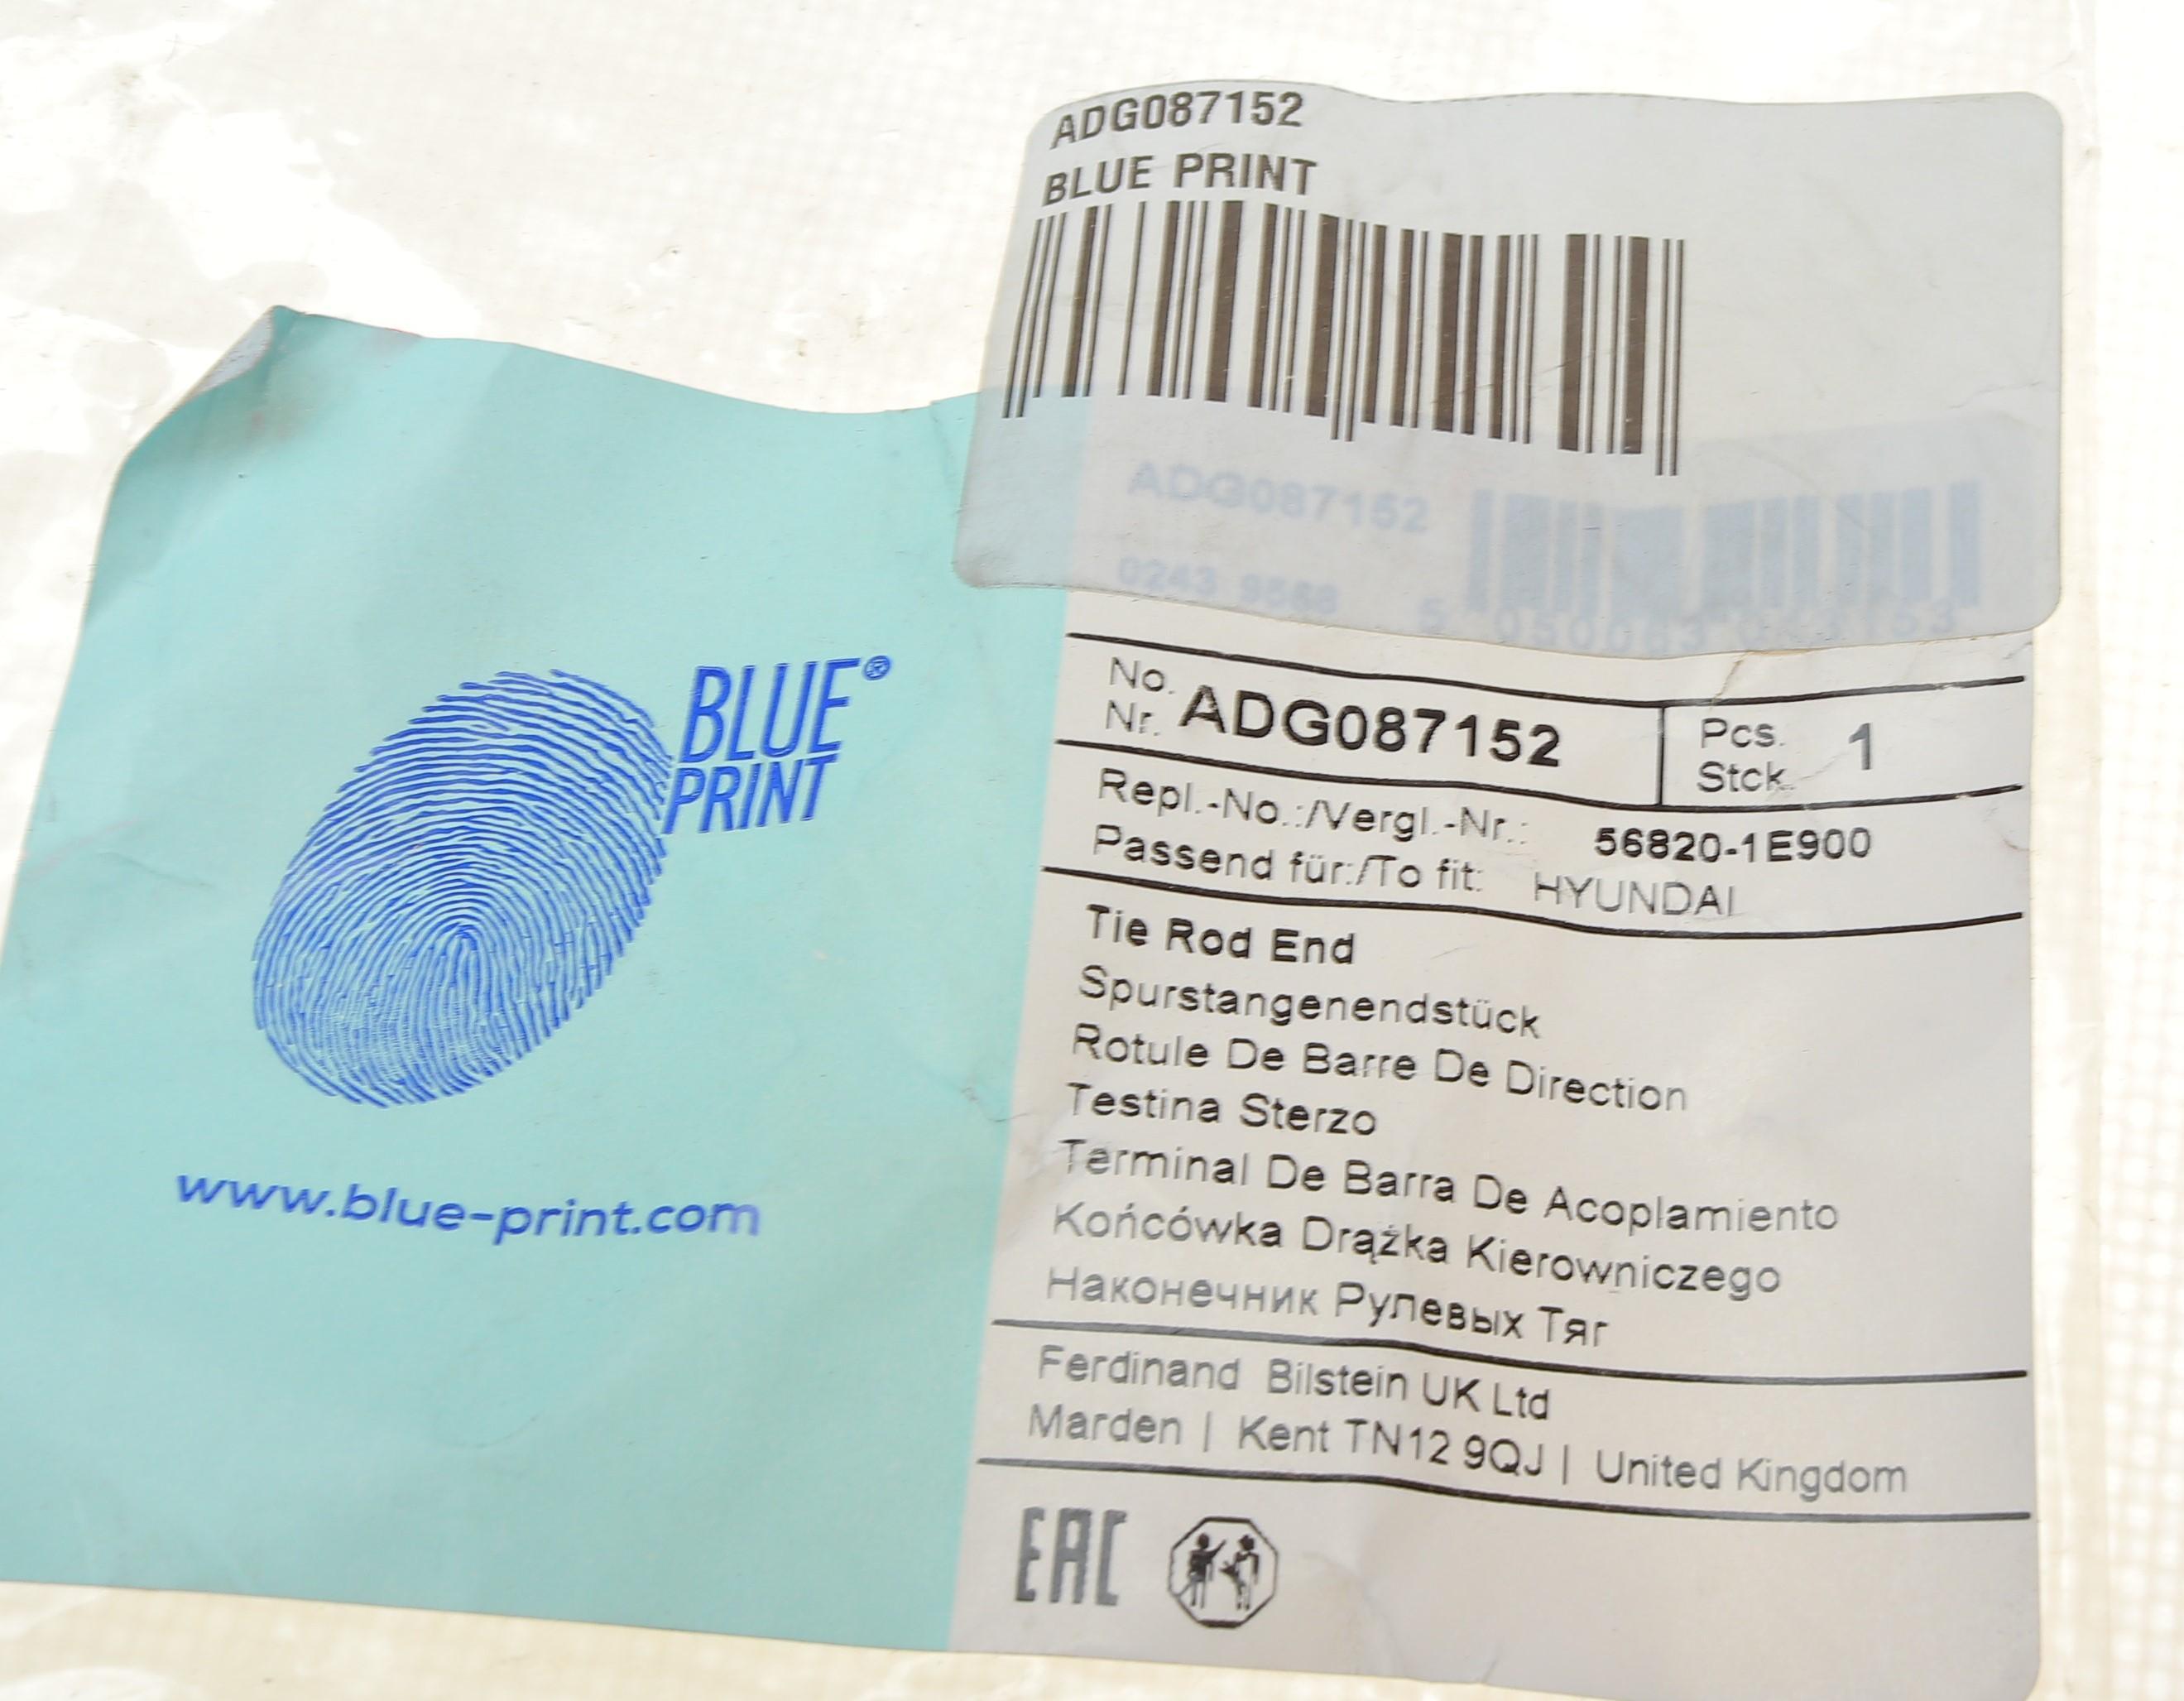 ADG087152
BLUE PRINT
ADG087152
0243 9568
BLUE®
PRINT
www.blue-print.com
No.
Nr. ADG087152
Pcs.
Stck. 1
Repl.-No.:/Vergl.-Nr.: 56820-1E900
Passend für:/To fit: HYUNDAI
Tie Rod End
Spurstangenendstück
Rotule De Barre De Direction
Testina Sterzo
Terminal De Barra De Acoplamiento
Końcówka Drążka Kierowniczego
Наконечник Рулевых Тяг
Ferdinand Bilstein UK Ltd
Marden | Kent TN12 9QJ | United Kingdom
EAC